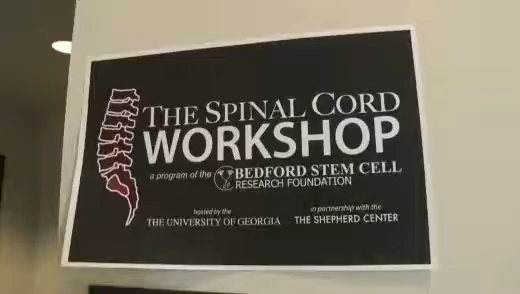 THE SPINAL CORD
WORKSHOP
a program of the BEDFORD STEM CELL
RESEARCH FOUNDATION
hosted by the
THE UNIVERSITY OF GEORGIA
in partnership with the
THE SHEPHERD CENTER